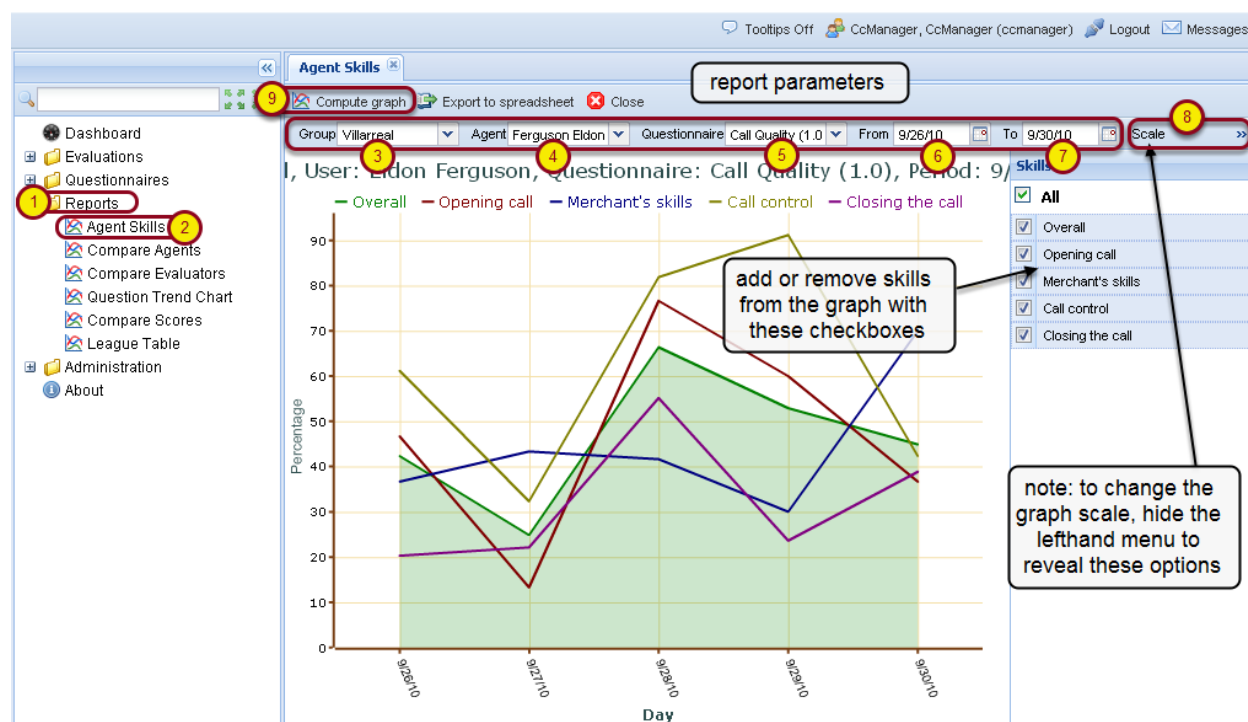 Tooltips Off CcManager, CcManager (ccmanager) Logout Messages
Agent Skills
report parameters
9 Compute graph Export to spreadsheet Close
Group Villarreal Agent Ferguson Eldon Questionnaire Call Quality (1.0 From 9/26/10 To 9/30/10 Scale »
3 4 5 6 7 8
Dashboard
Evaluations
Questionnaires
1 Reports
Agent Skills 2
Compare Agents
Compare Evaluators
Question Trend Chart
Compare Scores
League Table
Administration
About
l, User: Eldon Ferguson, Questionnaire: Call Quality (1.0), Period: 9/
Overall Opening call Merchant's skills Call control Closing the call
Percentage
90
80
70
60
50
40
30
20
10
0
9/26/10 9/27/10 9/28/10 9/29/10 9/30/10
Day
add or remove skills
from the graph with
these checkboxes
Skills
All
Overall
Opening call
Merchant's skills
Call control
Closing the call
note: to change the
graph scale, hide the
lefthand menu to
reveal these options